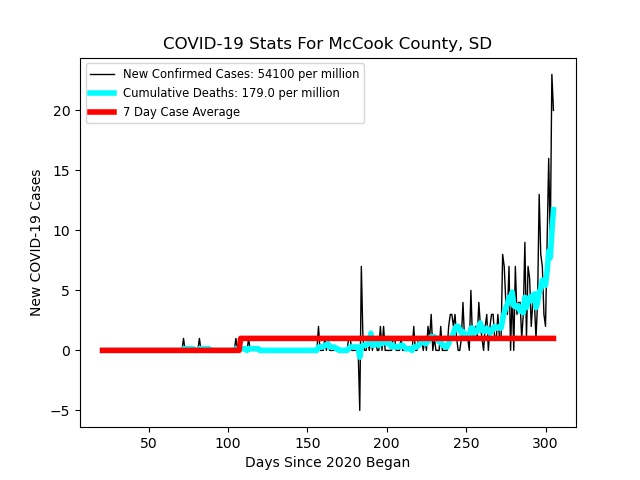 COVID-19 Stats For McCook County, SD
New Confirmed Cases: 54100 per million
Cumulative Deaths: 179.0 per million
7 Day Case Average
20
15
10
5
0
−5
New COVID-19 Cases
50 100 150 200 250 300
Days Since 2020 Began